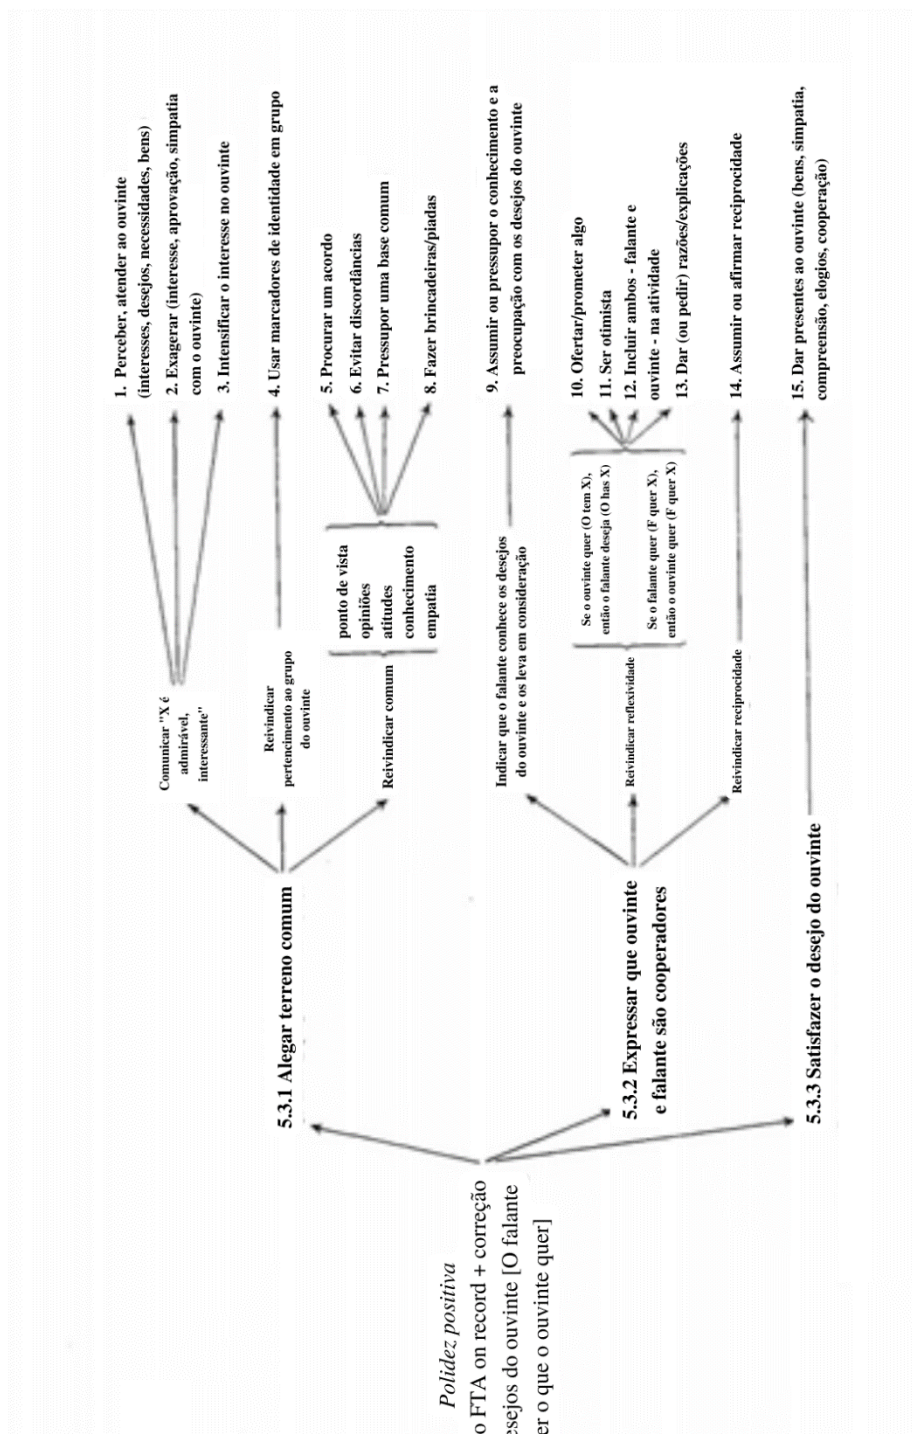 Polidez positiva
o FTA on record + correção
esejos do ouvinte [O falante
er o que o ouvinte quer]
5.3.1 Alegar terreno comum
Comunicar "X é
admirável,
interessante"
1. Perceber, atender ao ouvinte
(interesses, desejos, necessidades, bens)
2. Exagerar (interesse, aprovação, simpatia
com o ouvinte)
3. Intensificar o interesse no ouvinte
Reivindicar
pertencimento ao grupo
do ouvinte
4. Usar marcadores de identidade em grupo
Reivindicar comum
ponto de vista
opiniões
atitudes
conhecimento
empatia
5. Procurar um acordo
6. Evitar discordâncias
7. Pressupor uma base comum
8. Fazer brincadeiras/piadas
5.3.2 Expressar que ouvinte
e falante são cooperadores
Indicar que o falante conhece os desejos
do ouvinte e os leva em consideração
9. Assumir ou pressupor o conhecimento e a
preocupação com os desejos do ouvinte
Reivindicar reflexividade
Se o ouvinte quer (O tem X),
então o falante deseja (O has X)
Se o falante quer (F quer X),
então o ouvinte quer (F quer X)
10. Ofertar/prometer algo
11. Ser otimista
12. Incluir ambos - falante e
ouvinte - na atividade
13. Dar (ou pedir) razões/explicações
Reivindicar reciprocidade
14. Assumir ou afirmar reciprocidade
5.3.3 Satisfazer o desejo do ouvinte
15. Dar presentes ao ouvinte (bens, simpatia,
compreensão, elogios, cooperação)